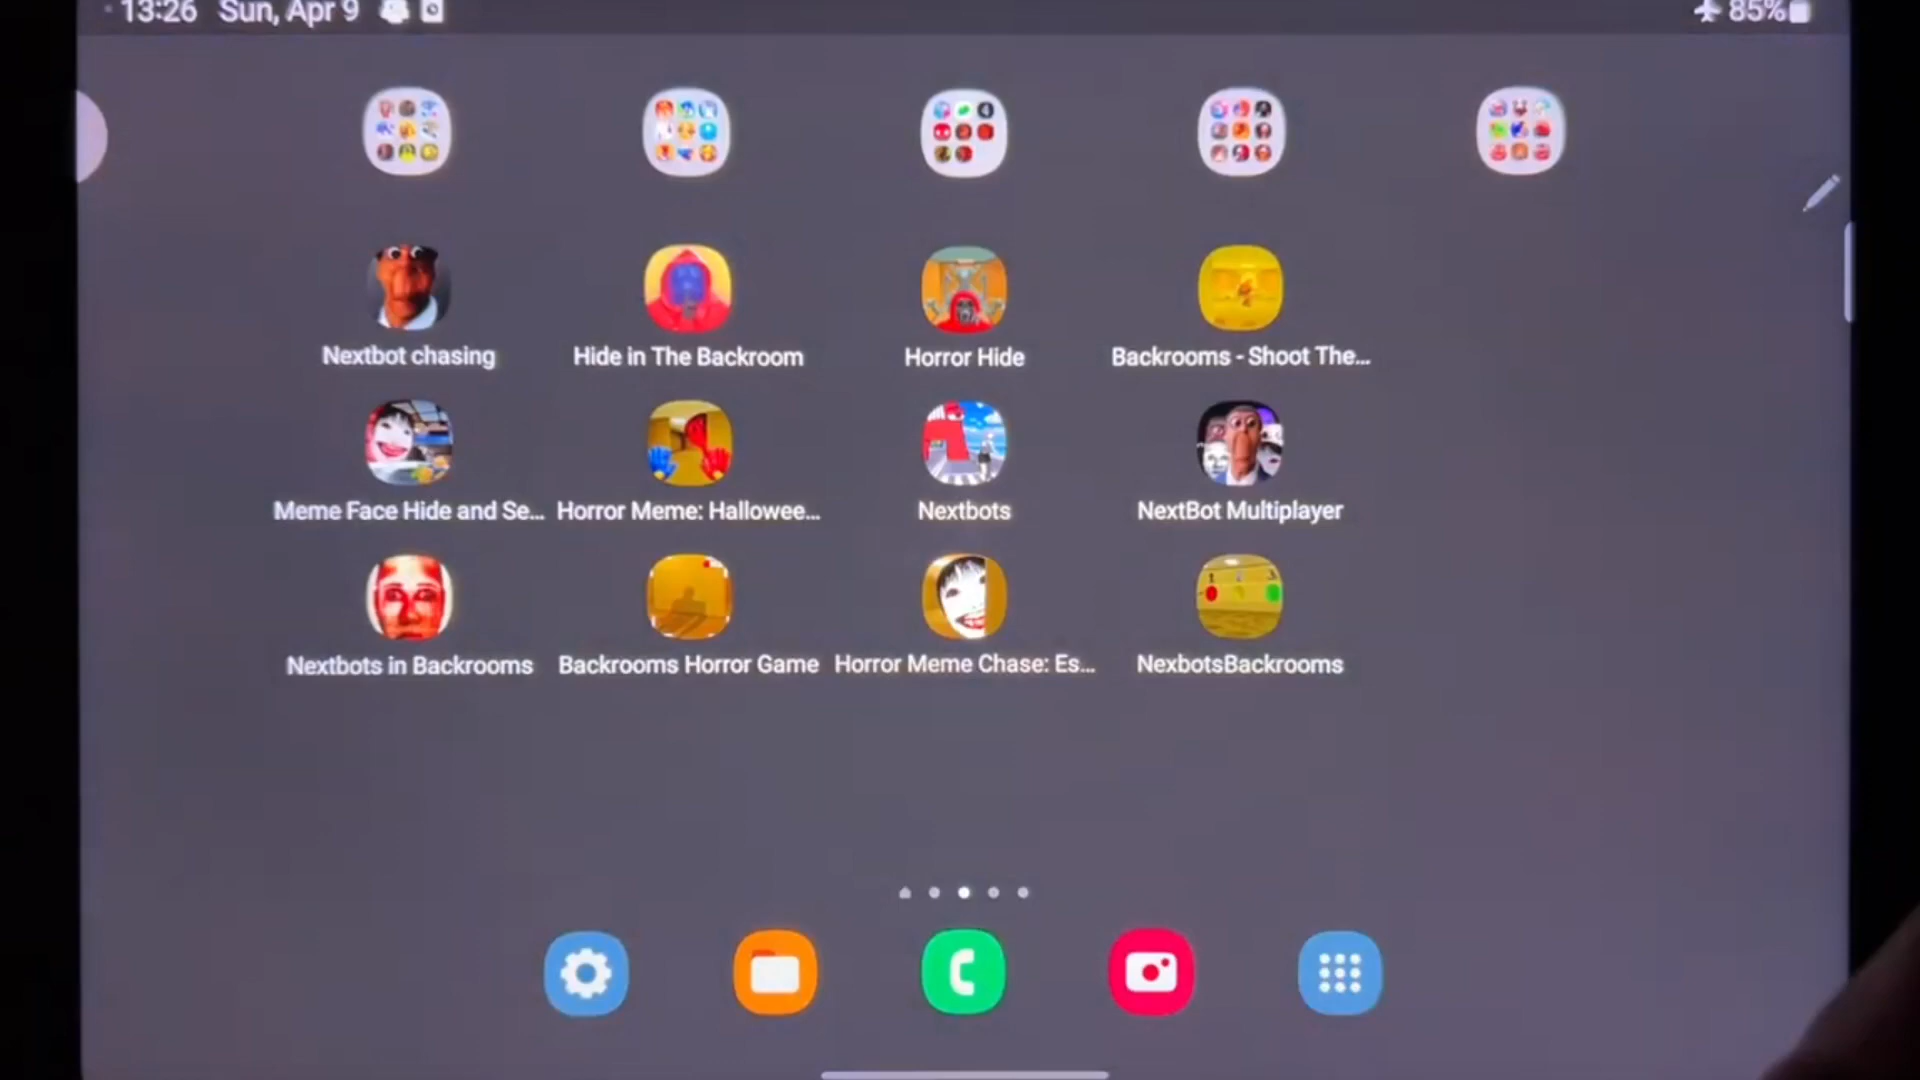 13:26 Sun, Apr 9
85%
Nextbot chasing
Hide in The Backroom
Horror Hide
Backrooms - Shoot The...
Meme Face Hide and Se...
Horror Meme: Hallowee...
Nextbots
NextBot Multiplayer
Nextbots in Backrooms
Backrooms Horror Game
Horror Meme Chase: Es...
NexbotsBackrooms